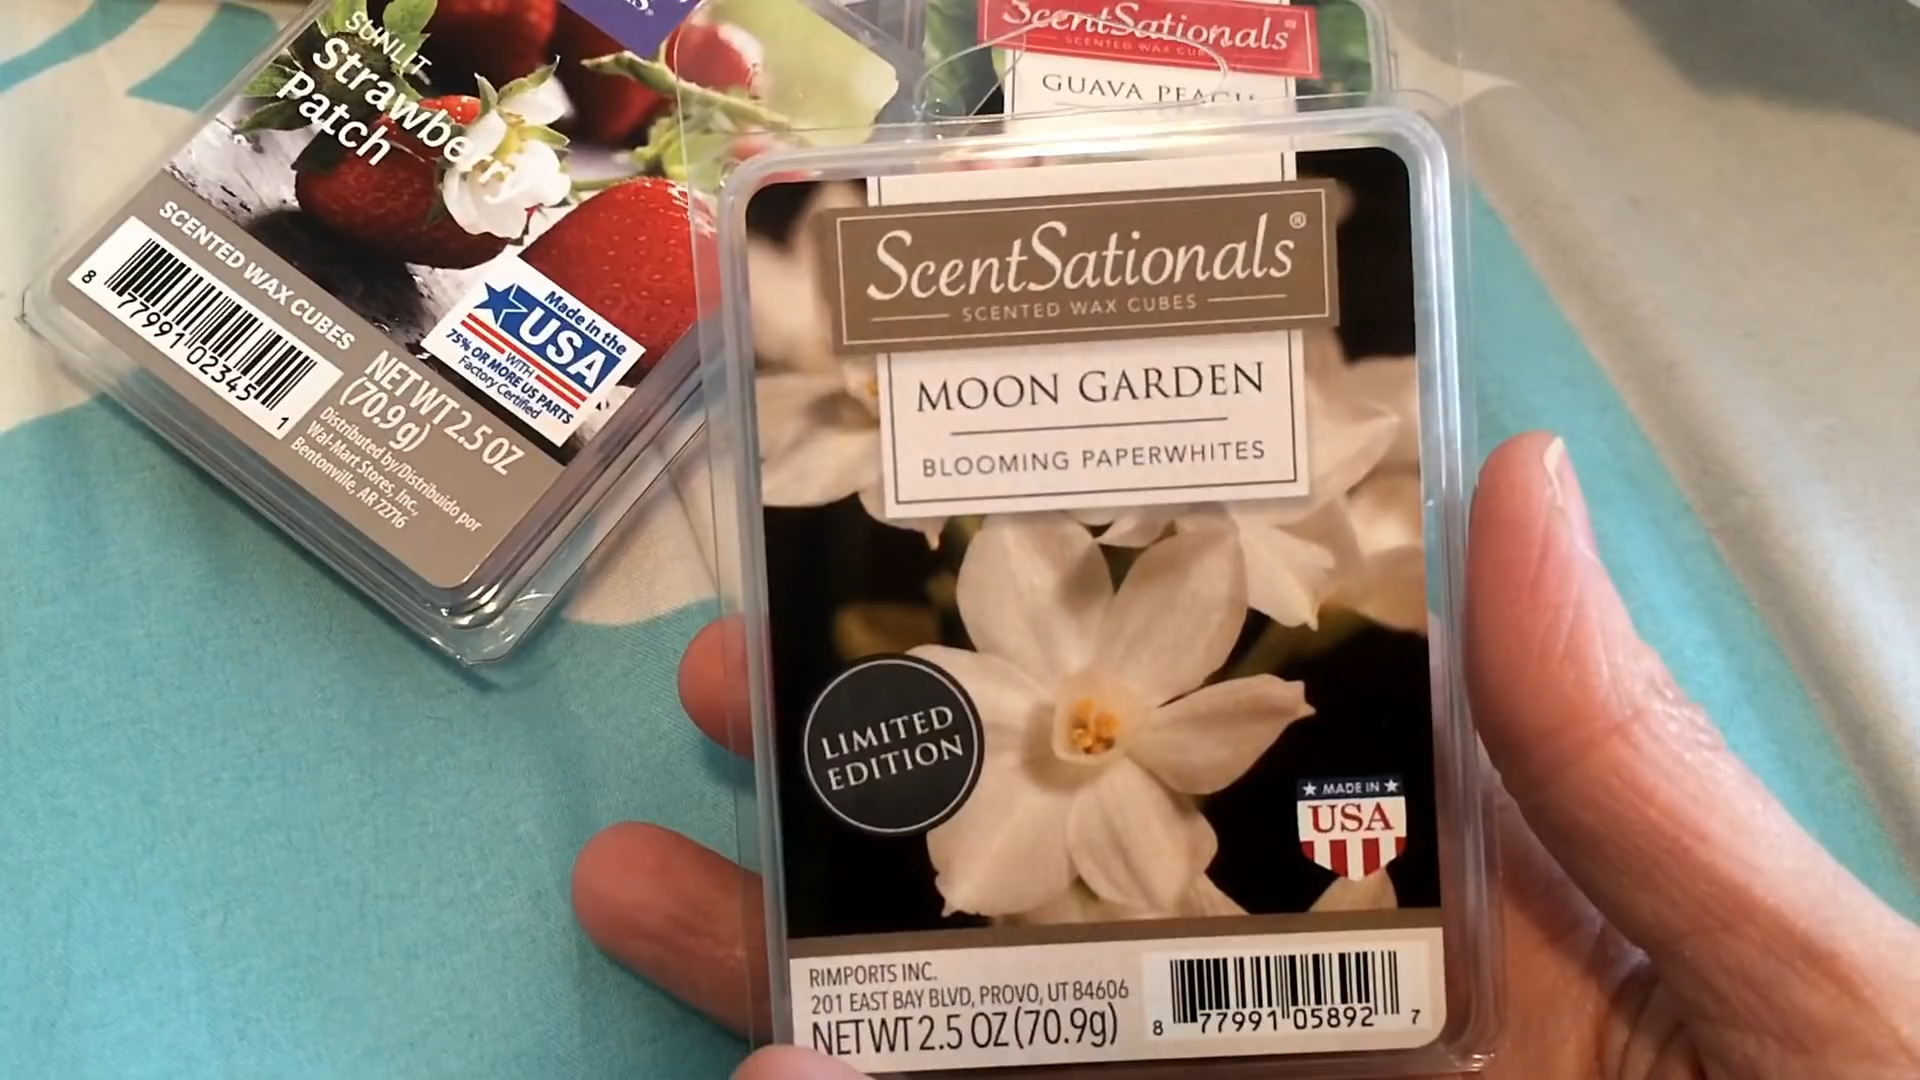 SUNLIT
Strawbe
Patch
SCENTED WAX CUBES
8 77991 02345 1
Made in the
USA
WITH
75% OR MORE US PARTS
Factory Certified
NET WT 2.5 OZ
(70.9 g)
Distributed by/Distribuido por
Wal-Mart Stores, Inc.,
Bentonville, AR 72716
ScentSationals
SCENTED WAX CUB
GUAVA PEACH
ScentSationals®
SCENTED WAX CUBES
MOON GARDEN
BLOOMING PAPERWHITES
LIMITED
EDITION
MADE IN
USA
RIMPORTS INC.
201 EAST BAY BLVD, PROVO, UT 84606
NET WT 2.5 OZ (70.9g)
8 77991 05892 7